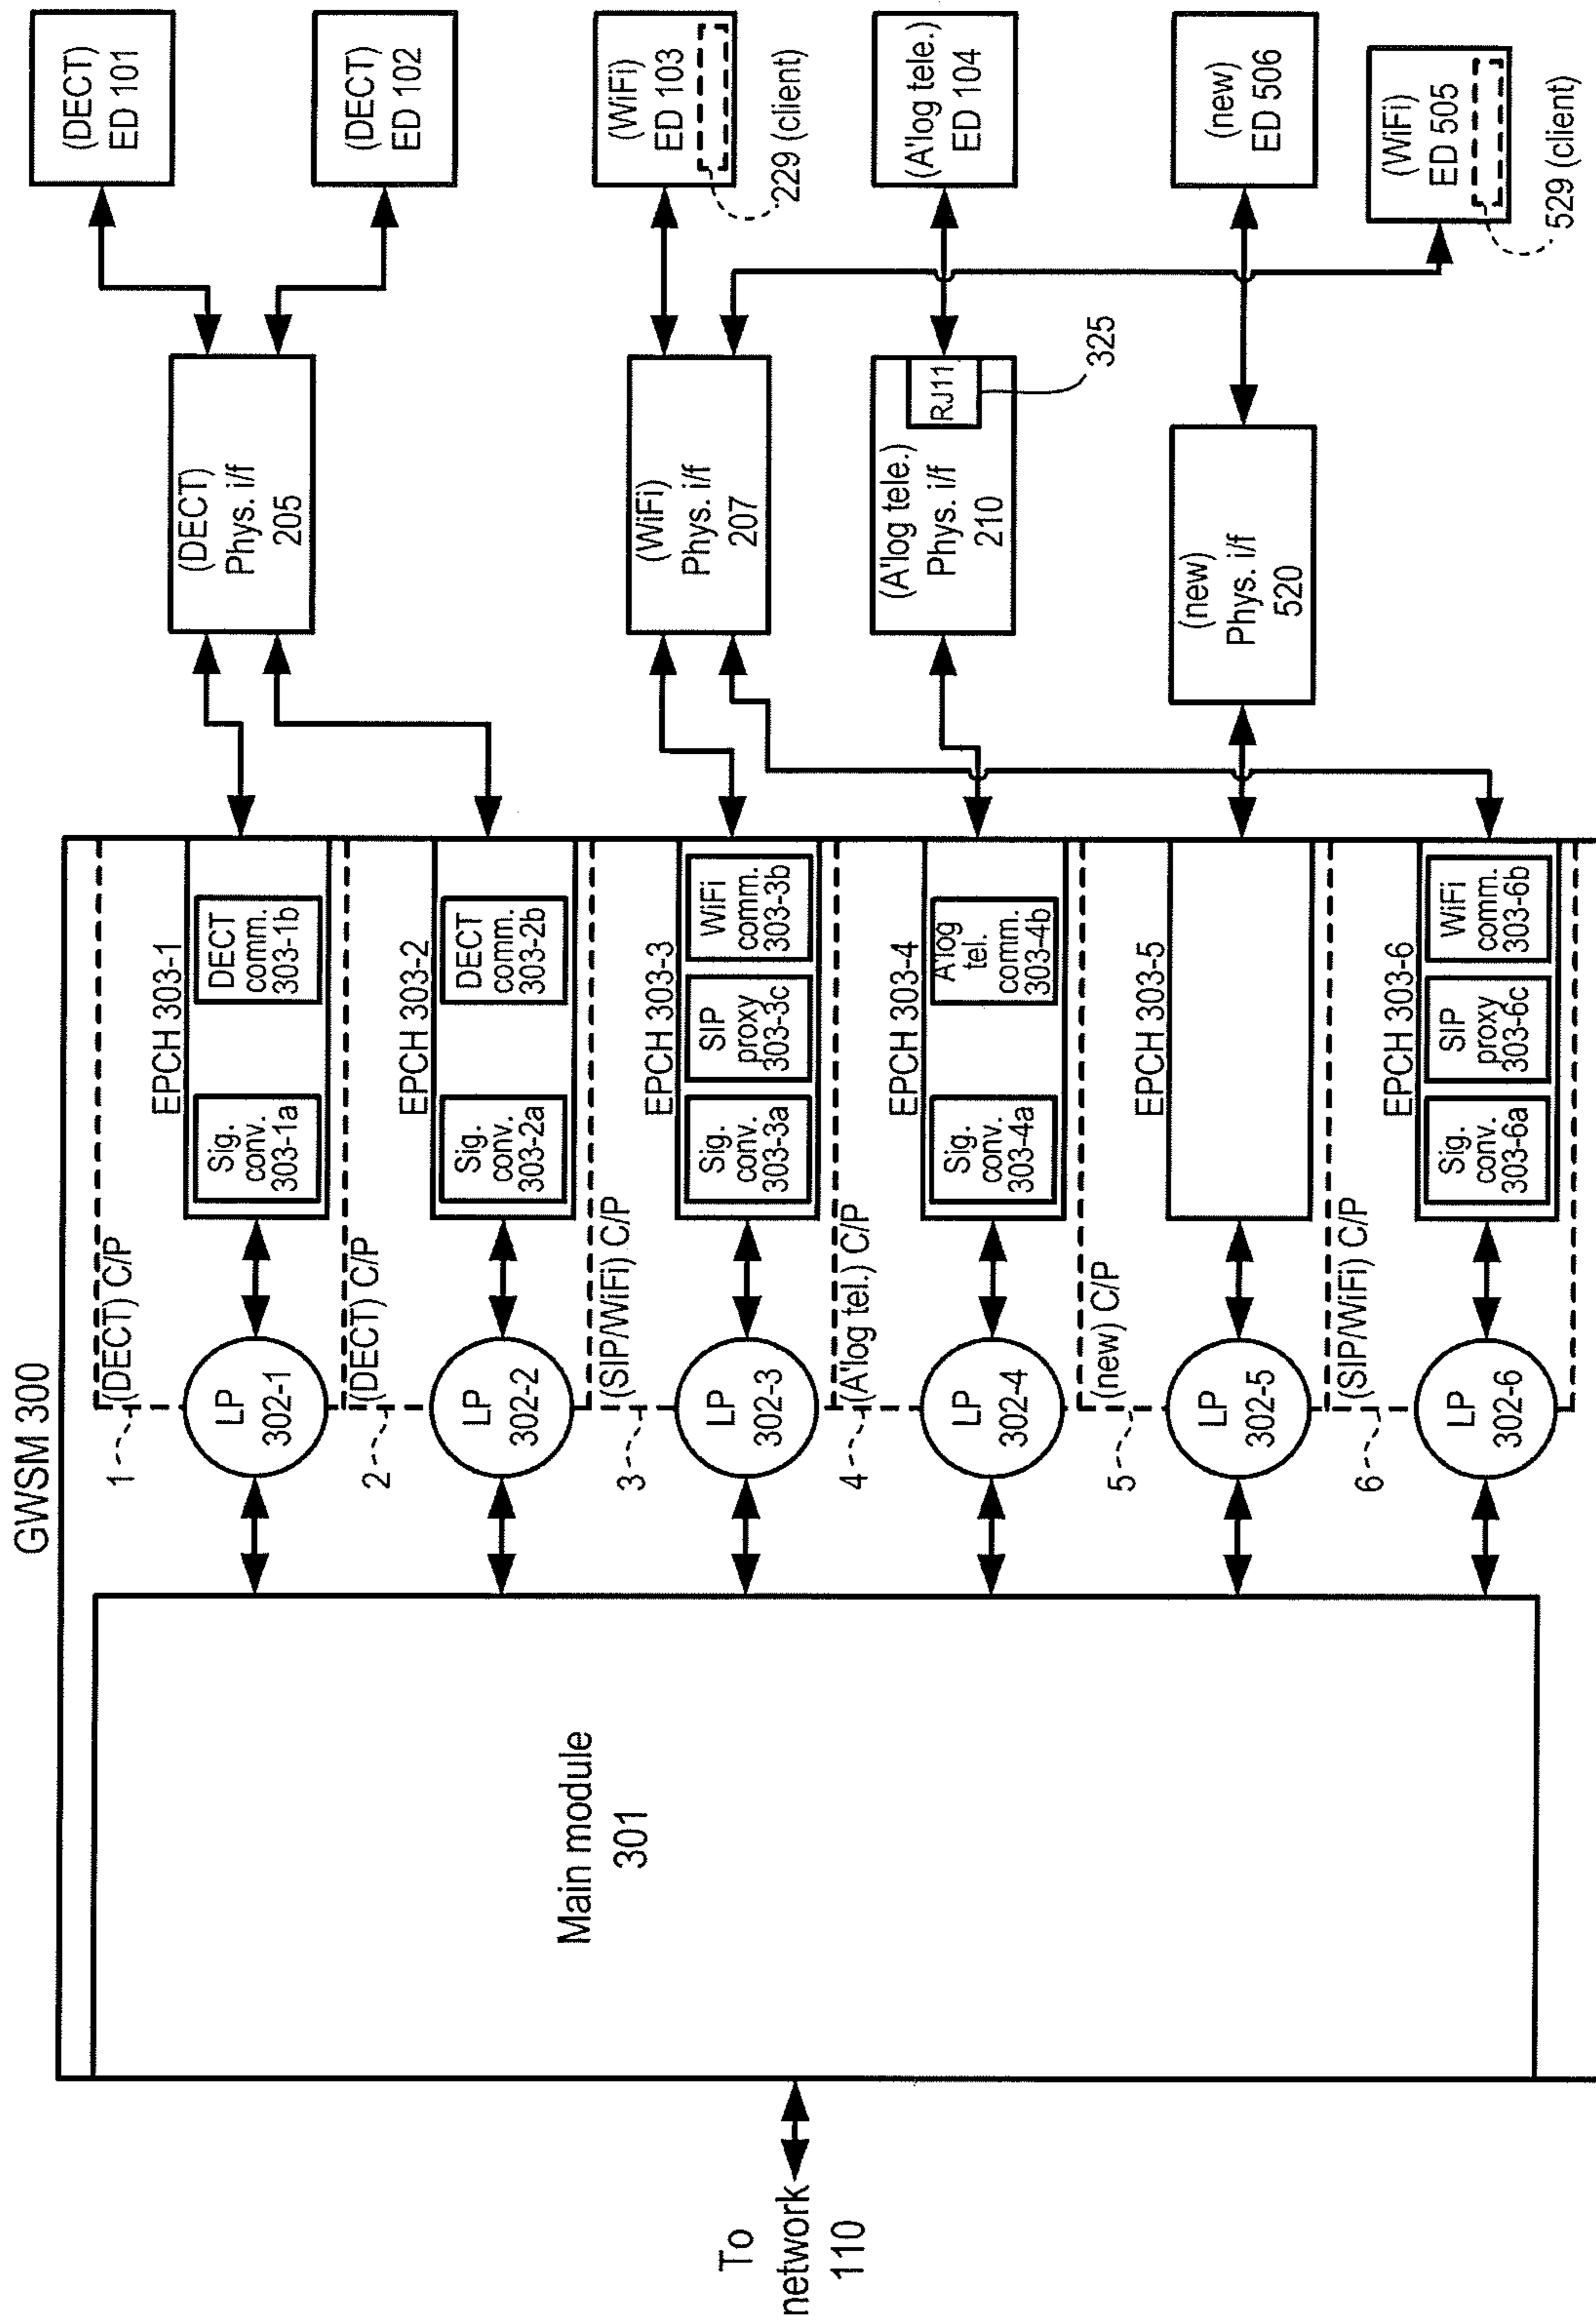 GWSM 300
To
network
110
Main module
301
1
(DECT) C/P
LP
302-1
EPCH 303-1
Sig.
conv.
303-1a
DECT
comm.
303-1b
2
(DECT) C/P
LP
302-2
EPCH 303-2
Sig.
conv.
303-2a
DECT
comm.
303-2b
3
(SIP/WiFi) C/P
LP
302-3
EPCH 303-3
Sig.
conv.
303-3a
SIP
proxy
303-3c
WiFi
comm.
303-3b
4
(A'log tel.) C/P
LP
302-4
EPCH 303-4
Sig.
conv.
303-4a
A'log
tel.
comm.
303-4b
5
(new) C/P
LP
302-5
EPCH 303-5
6
(SIP/WiFi) C/P
LP
302-6
EPCH 303-6
Sig.
conv.
303-6a
SIP
proxy
303-6c
WiFi
comm.
303-6b
(DECT)
Phys. i/f
205
(WiFi)
Phys. i/f
207
(A'log tele.)
Phys. i/f
210
RJ11
325
(new)
Phys. i/f
520
(DECT)
ED 101
(DECT)
ED 102
(WiFi)
ED 103
229 (client)
(A'log tele.)
ED 104
(new)
ED 506
(WiFi)
ED 505
529 (client)